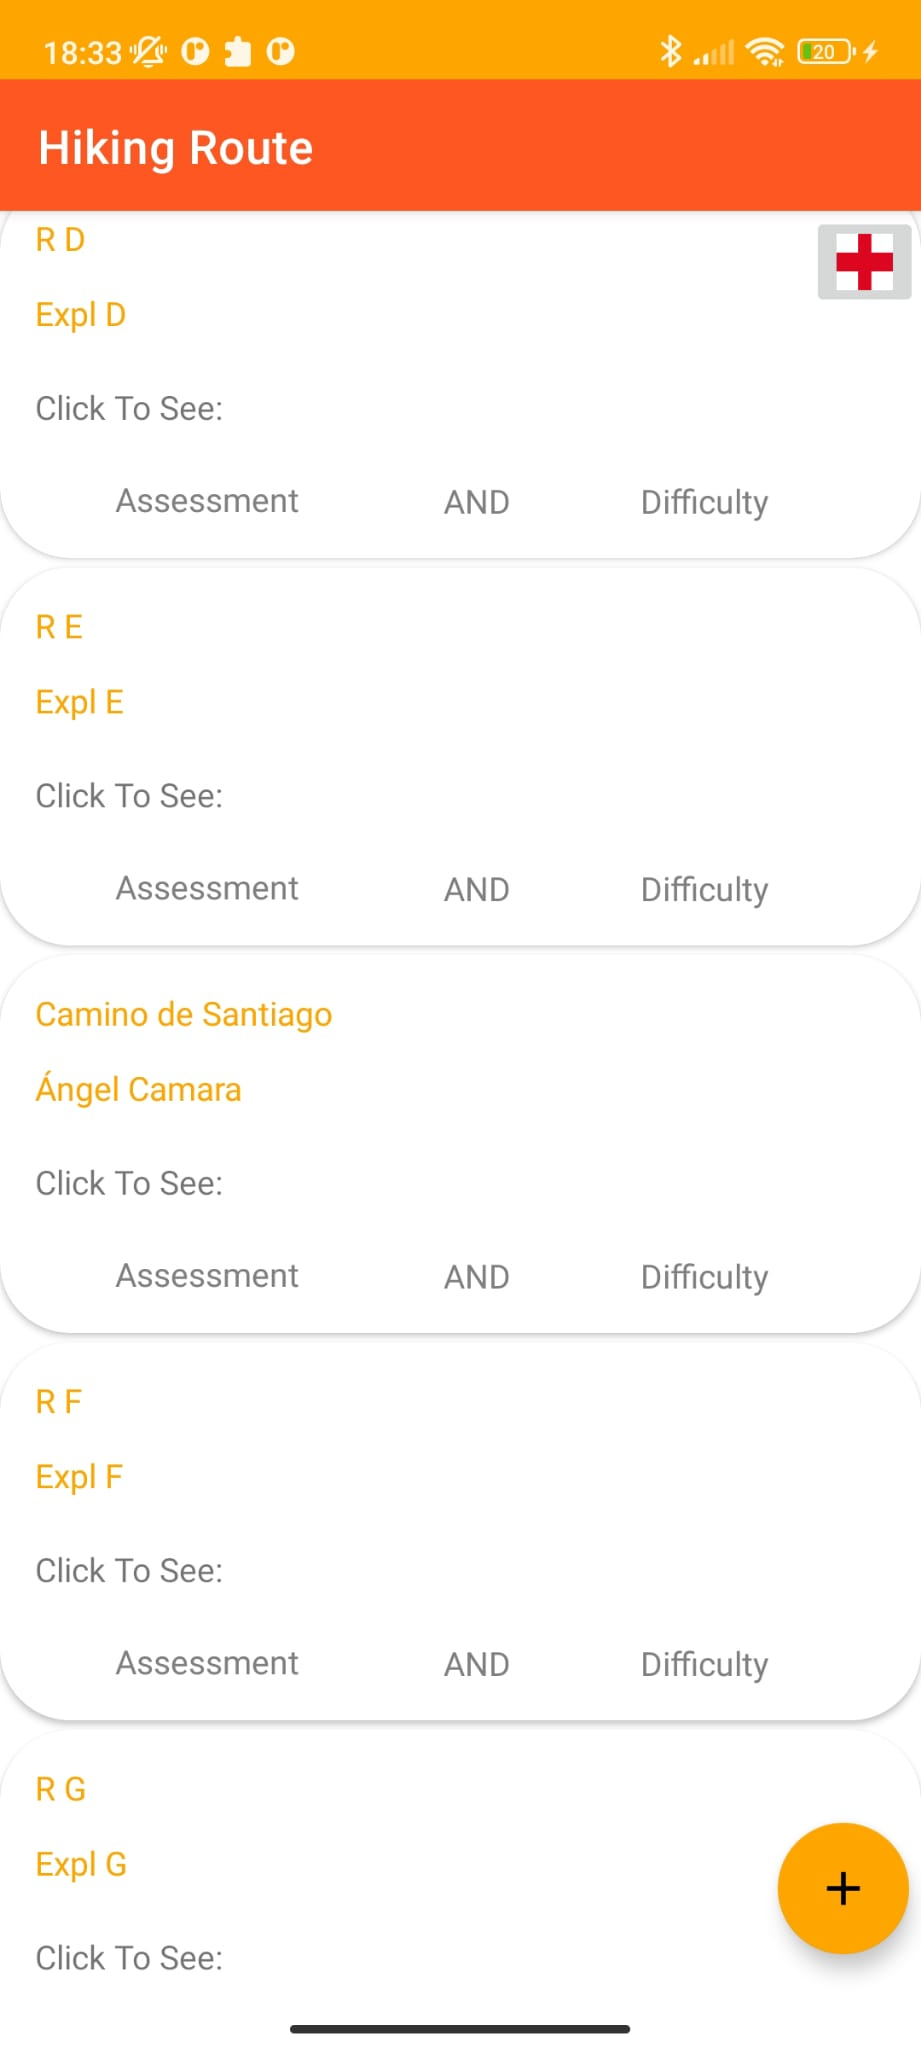 18:33 20
Hiking Route
R D
Expl D
Click To See:
Assessment AND Difficulty
R E
Expl E
Click To See:
Assessment AND Difficulty
Camino de Santiago
Ángel Camara
Click To See:
Assessment AND Difficulty
R F
Expl F
Click To See:
Assessment AND Difficulty
R G
Expl G
+
Click To See: